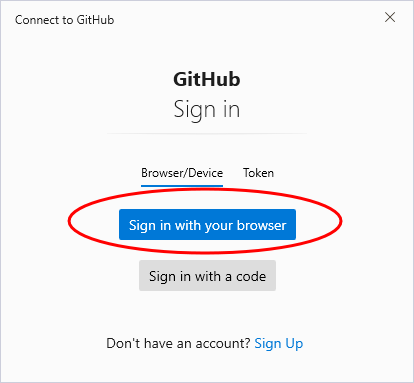 Connect to GitHub
GitHub
Sign in
Browser/Device Token
Sign in with your browser
Sign in with a code
Don't have an account? Sign Up